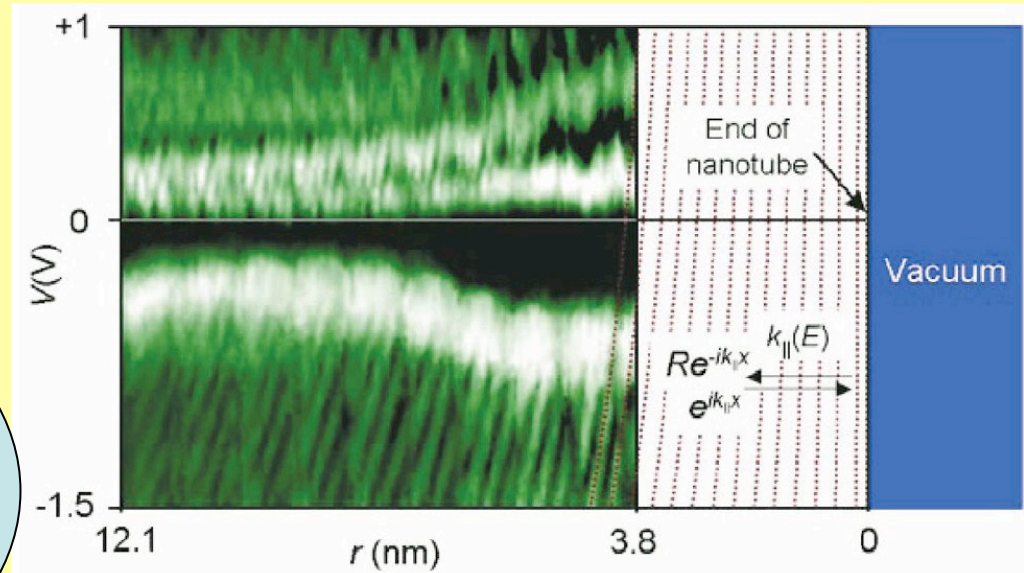 +1
End of
nanotube
0
V(V)
Vacuum
k||(E)
Re^-ik||x
e^ik||x
-1.5
12.1
r (nm)
3.8
0